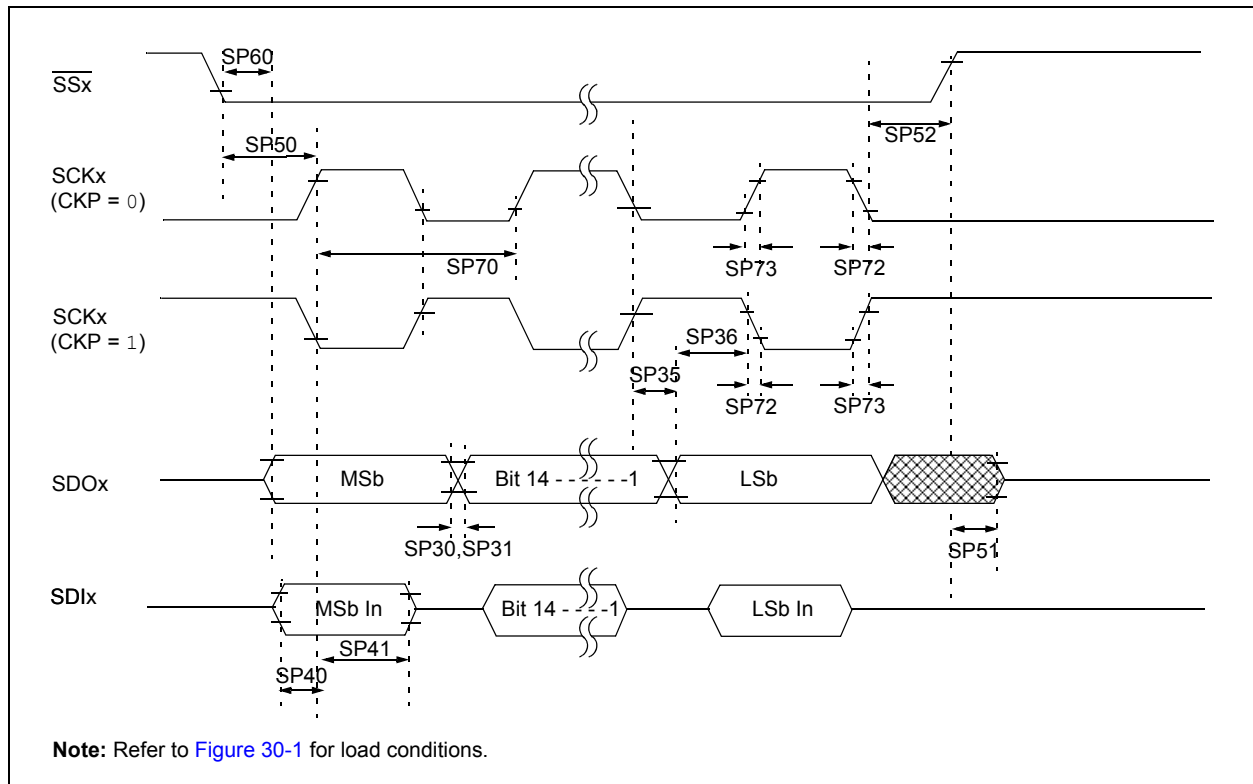 SP60
SSx
SP50
SP52
SCKx
(CKP = 0)
SP70
SP73
SP72
SCKx
(CKP = 1)
SP36
SP35
SP72
SP73
SDOx
MSb
Bit 14 - - - - - -1
LSb
SP30,SP31
SP51
SDIx
MSb In
Bit 14 - - - -1
LSb In
SP41
SP40
Note: Refer to Figure 30-1 for load conditions.